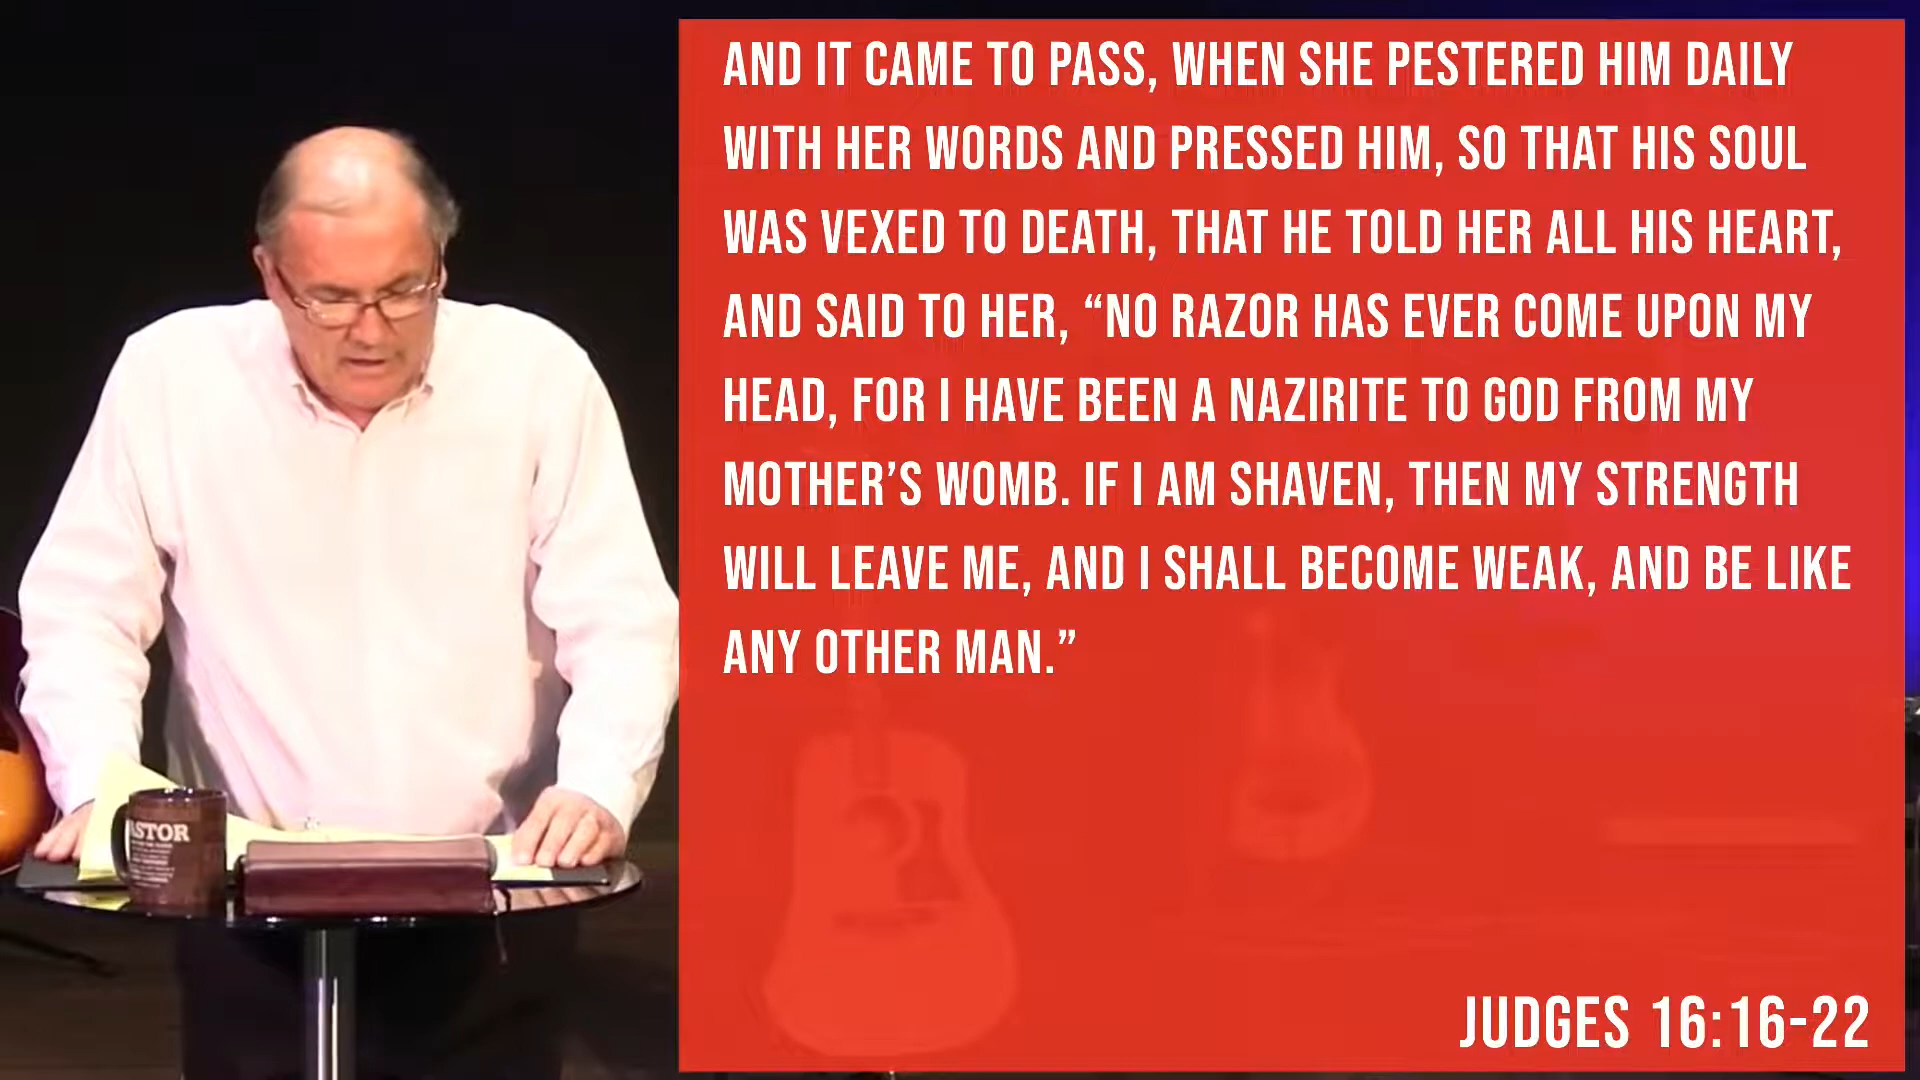 AND IT CAME TO PASS, WHEN SHE PESTERED HIM DAILY
WITH HER WORDS AND PRESSED HIM, SO THAT HIS SOUL
WAS VEXED TO DEATH, THAT HE TOLD HER ALL HIS HEART,
AND SAID TO HER, “NO RAZOR HAS EVER COME UPON MY
HEAD, FOR I HAVE BEEN A NAZIRITE TO GOD FROM MY
MOTHER’S WOMB. IF I AM SHAVEN, THEN MY STRENGTH
WILL LEAVE ME, AND I SHALL BECOME WEAK, AND BE LIKE
ANY OTHER MAN.”
JUDGES 16:16-22
ASTOR